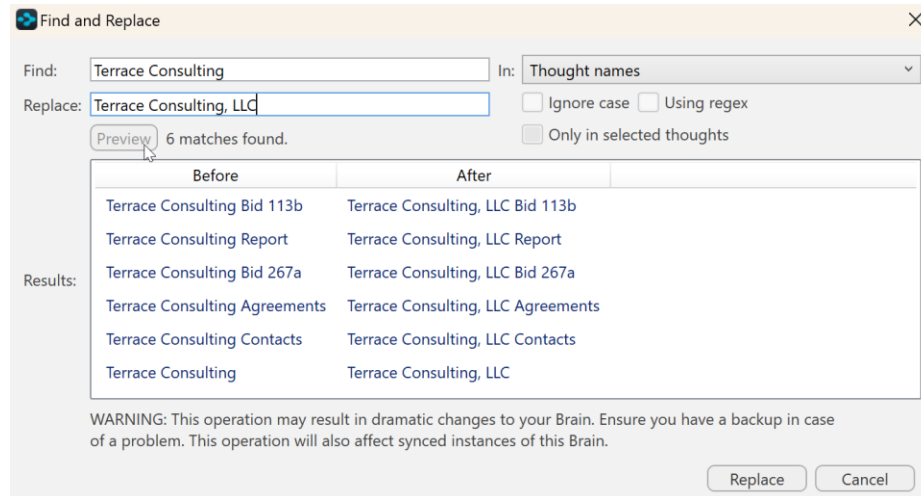 Find and Replace
Find: Terrace Consulting In: Thought names
Replace: Terrace Consulting, LLC Ignore case Using regex
Preview 6 matches found. Only in selected thoughts
Before After
Terrace Consulting Bid 113b Terrace Consulting, LLC Bid 113b
Terrace Consulting Report Terrace Consulting, LLC Report
Terrace Consulting Bid 267a Terrace Consulting, LLC Bid 267a
Results:
Terrace Consulting Agreements Terrace Consulting, LLC Agreements
Terrace Consulting Contacts Terrace Consulting, LLC Contacts
Terrace Consulting Terrace Consulting, LLC
WARNING: This operation may result in dramatic changes to your Brain. Ensure you have a backup in case
of a problem. This operation will also affect synced instances of this Brain.
Replace Cancel